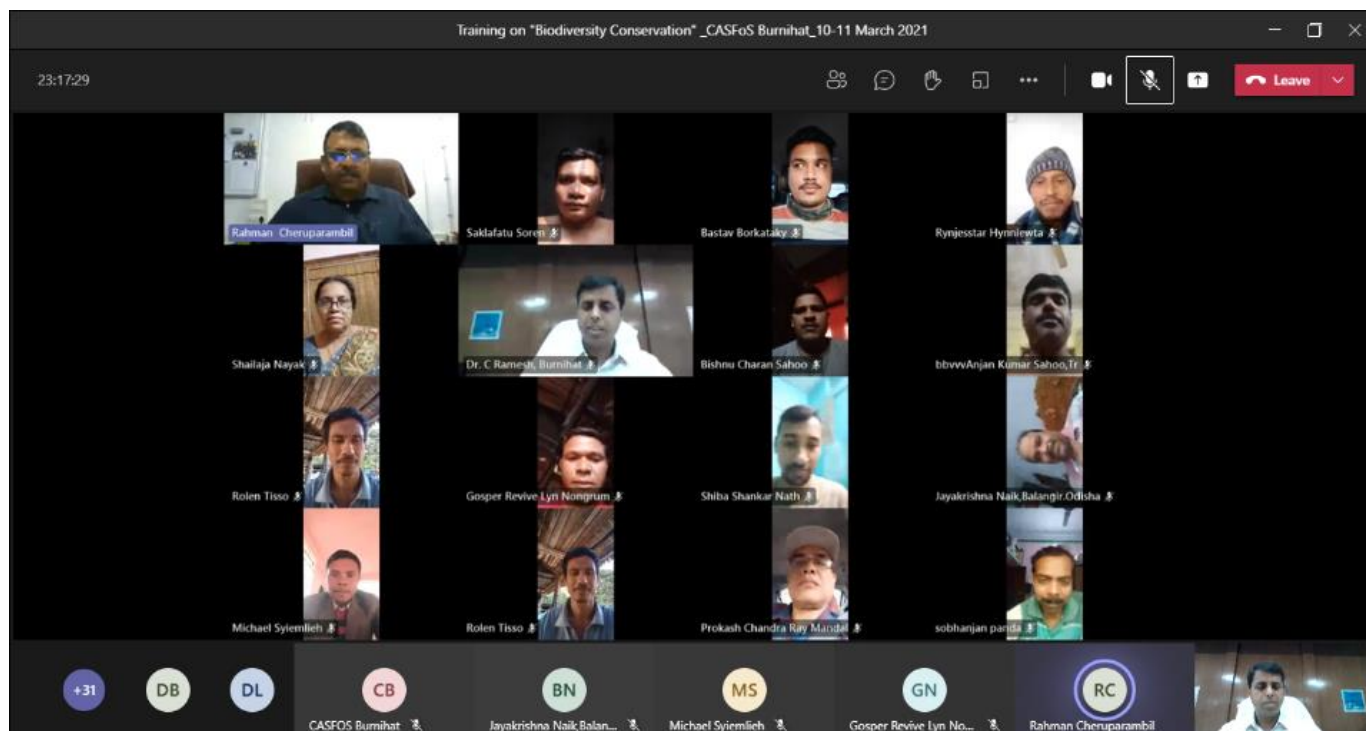 Training on "Biodiversity Conservation" _CASFoS Burnihat_10-11 March 2021
23:17:29
Leave
Rahman Cheruparambil
Saklafatu Soren
Bastav Borkataky
Rynjesstar Hynniewta
Shailaja Nayak
Dr. C Ramesh, Burnihat
Bishnu Charan Sahoo
bbvvvAnjan Kumar Sahoo,Tr
Rolen Tisso
Gosper Revive Lyn Nongrum
Shiba Shankar Nath
Jayakrishna Naik,Balangir.Odisha
Michael Syiemlieh
Rolen Tisso
Prokash Chandra Ray Mandal
sobhanjan panda
+31
DB
DL
CB
BN
MS
GN
RC
CASFOS Burnihat
Jayakrishna Naik,Balan...
Michael Syiemlieh
Gosper Revive Lyn No...
Rahman Cheruparambil